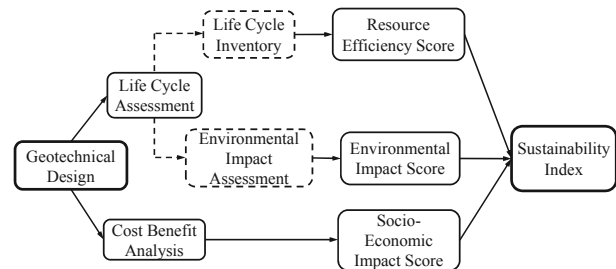 Life Cycle
Inventory
Resource
Efficiency Score
Life Cycle
Assessment
Geotechnical
Design
Environmental
Impact
Assessment
Environmental
Impact Score
Sustainability
Index
Cost Benefit
Analysis
Socio-
Economic
Impact Score